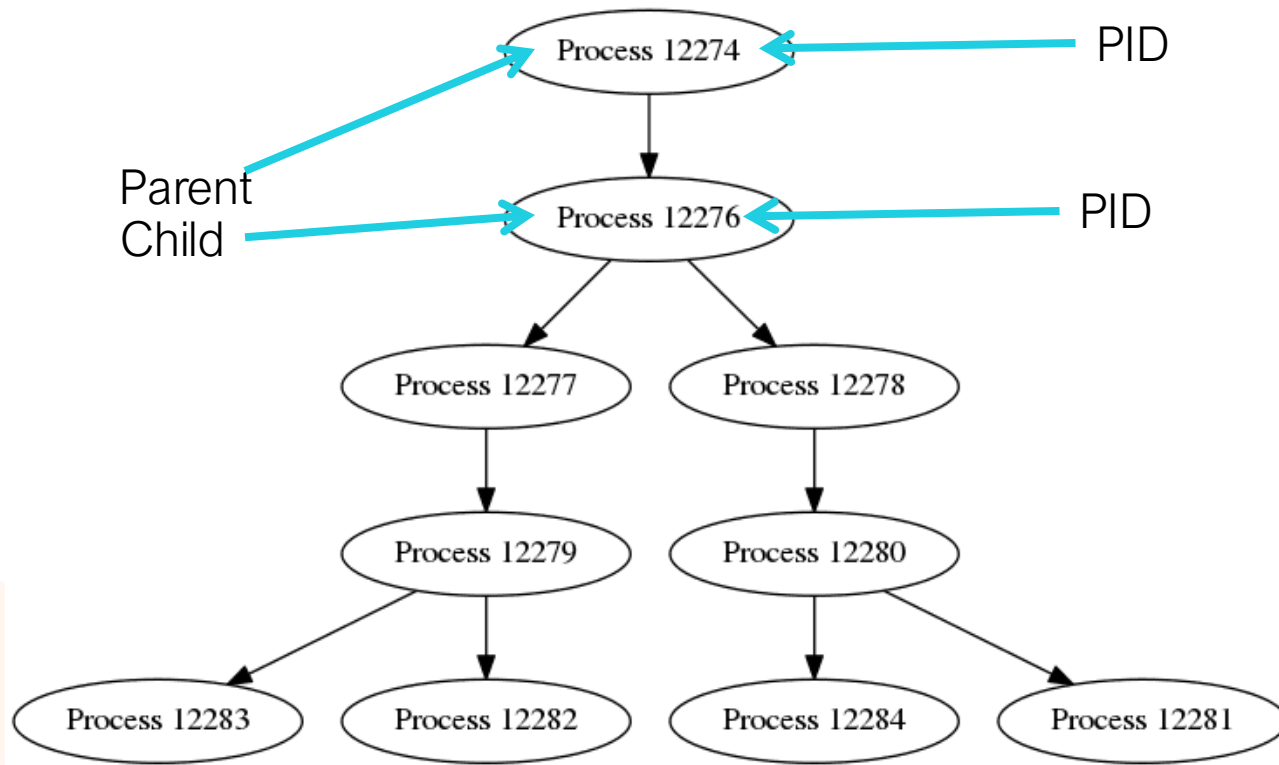 Process 12274
PID
Parent
Child
Process 12276
PID
Process 12277
Process 12278
Process 12279
Process 12280
Process 12283
Process 12282
Process 12284
Process 12281